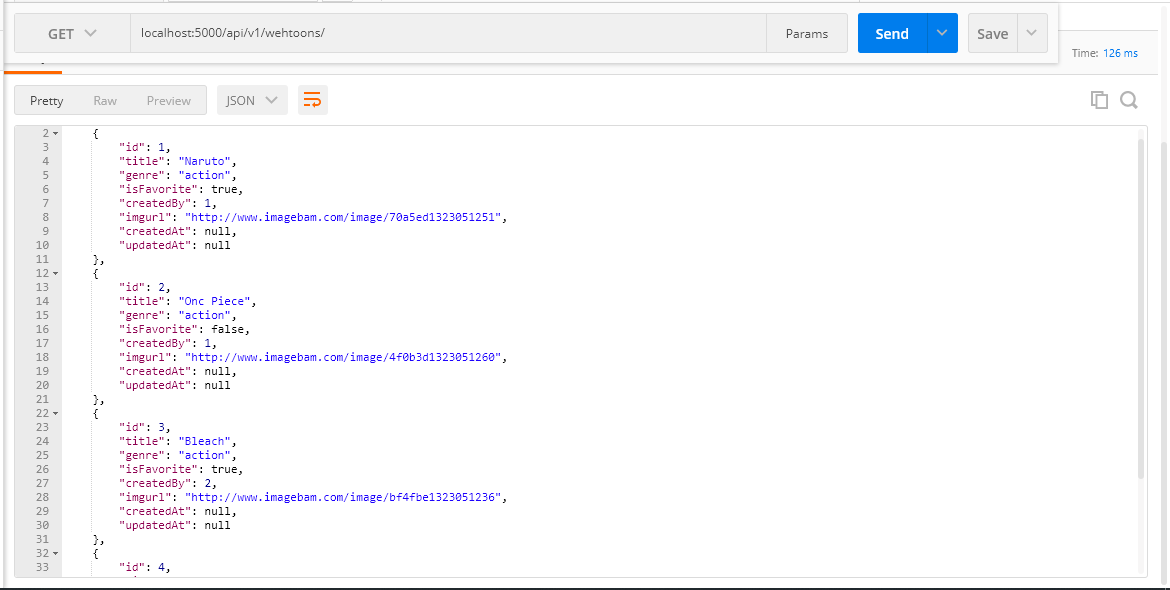 GET localhost:5000/api/v1/wehtoons/ Params Send Save
Time: 126 ms
Pretty Raw Preview JSON
2 {
3 "id": 1,
4 "title": "Naruto",
5 "genre": "action",
6 "isFavorite": true,
7 "createdBy": 1,
8 "imgurl": "http://www.imagebam.com/image/70a5ed1323051251",
9 "createdAt": null,
10 "updatedAt": null
11 },
12 {
13 "id": 2,
14 "title": "Onc Piece",
15 "genre": "action",
16 "isFavorite": false,
17 "createdBy": 1,
18 "imgurl": "http://www.imagebam.com/image/4f0b3d1323051260",
19 "createdAt": null,
20 "updatedAt": null
21 },
22 {
23 "id": 3,
24 "title": "Bleach",
25 "genre": "action",
26 "isFavorite": true,
27 "createdBy": 2,
28 "imgurl": "http://www.imagebam.com/image/bf4fbe1323051236",
29 "createdAt": null,
30 "updatedAt": null
31 },
32 {
33 "id": 4,